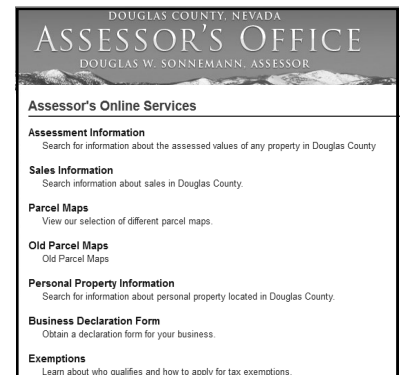 DOUGLAS COUNTY, NEVADA
ASSESSOR'S OFFICE
DOUGLAS W. SONNEMANN, ASSESSOR
Assessor's Online Services
Assessment Information
Search for information about the assessed values of any property in Douglas County
Sales Information
Search information about sales in Douglas County.
Parcel Maps
View our selection of different parcel maps.
Old Parcel Maps
Old Parcel Maps
Personal Property Information
Search for information about personal property located in Douglas County.
Business Declaration Form
Obtain a declaration form for your business.
Exemptions
Learn about who qualifies and how to apply for tax exemptions.